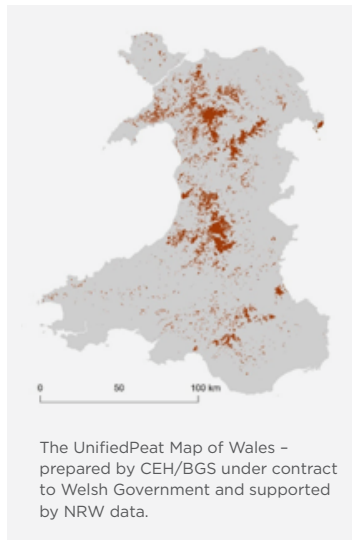 0 50 100 km
The UnifiedPeat Map of Wales –
prepared by CEH/BGS under contract
to Welsh Government and supported
by NRW data.